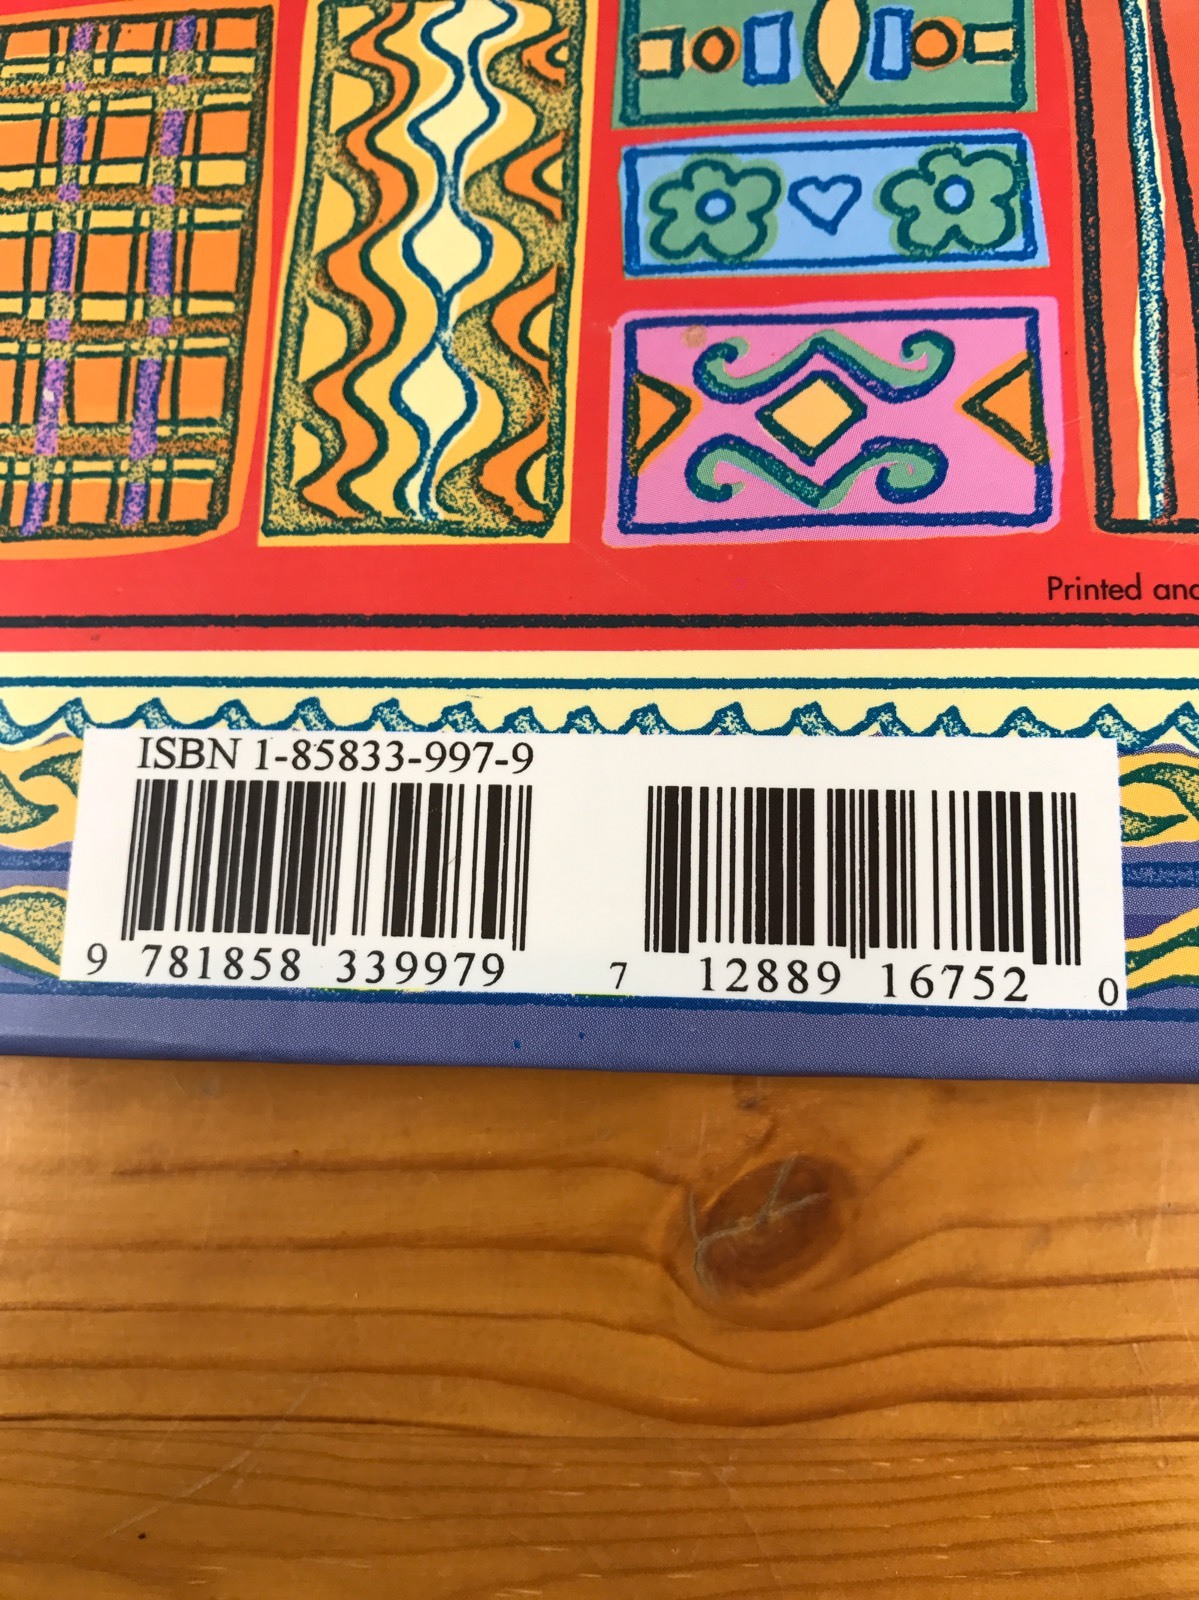 Printed and
ISBN 1-85833-997-9
9 781858 339979
7 12889 16752 0